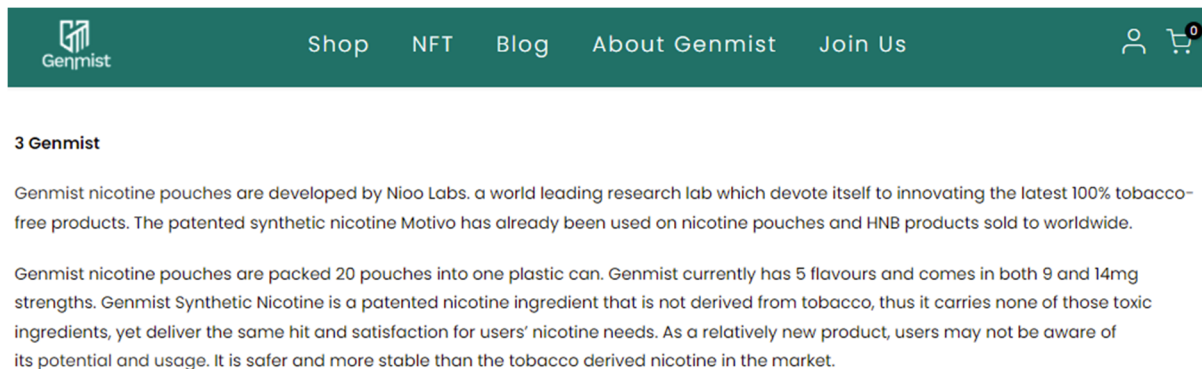 Genmist
Shop NFT Blog About Genmist Join Us
0
3 Genmist
Genmist nicotine pouches are developed by Nioo Labs. a world leading research lab which devote itself to innovating the latest 100% tobacco-
free products. The patented synthetic nicotine Motivo has already been used on nicotine pouches and HNB products sold to worldwide.
Genmist nicotine pouches are packed 20 pouches into one plastic can. Genmist currently has 5 flavours and comes in both 9 and 14mg
strengths. Genmist Synthetic Nicotine is a patented nicotine ingredient that is not derived from tobacco, thus it carries none of those toxic
ingredients, yet deliver the same hit and satisfaction for users’ nicotine needs. As a relatively new product, users may not be aware of
its potential and usage. It is safer and more stable than the tobacco derived nicotine in the market.